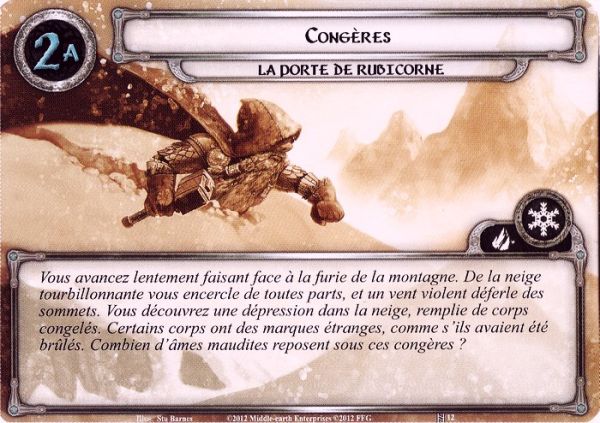 2A
CONGÈRES
LA PORTE DE RUBICORNE
Vous avancez lentement faisant face à la furie de la montagne. De la neige
tourbillonnante vous encercle de toutes parts, et un vent violent déferle des
sommets. Vous découvrez une dépression dans la neige, remplie de corps
congelés. Certains corps ont des marques étranges, comme s'ils avaient été
brûlés. Combien d'âmes maudites reposent sous ces congères ?
Illus. Stu Barnes ©2012 Middle-earth Enterprises ©2012 FFG 12